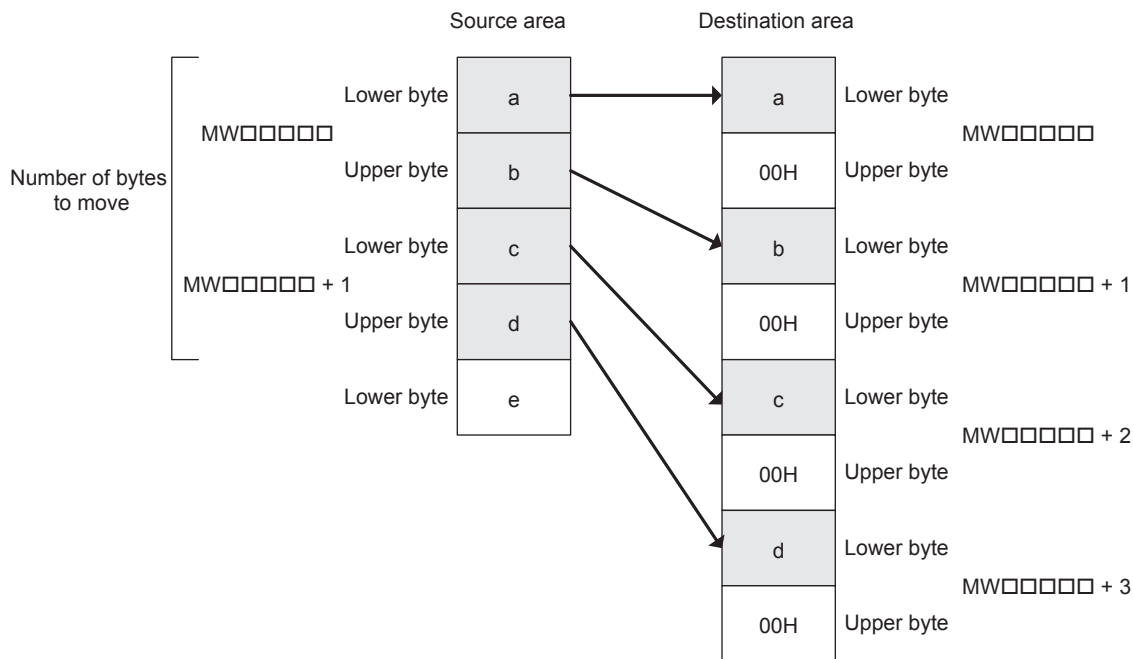 Source area Destination area
Lower byte a a Lower byte
MW□□□□□ MW□□□□□
Upper byte b 00H Upper byte
Number of bytes
to move
Lower byte c b Lower byte
MW□□□□□ + 1 MW□□□□□ + 1
Upper byte d 00H Upper byte
Lower byte e c Lower byte
MW□□□□□ + 2
00H Upper byte
d Lower byte
MW□□□□□ + 3
00H Upper byte